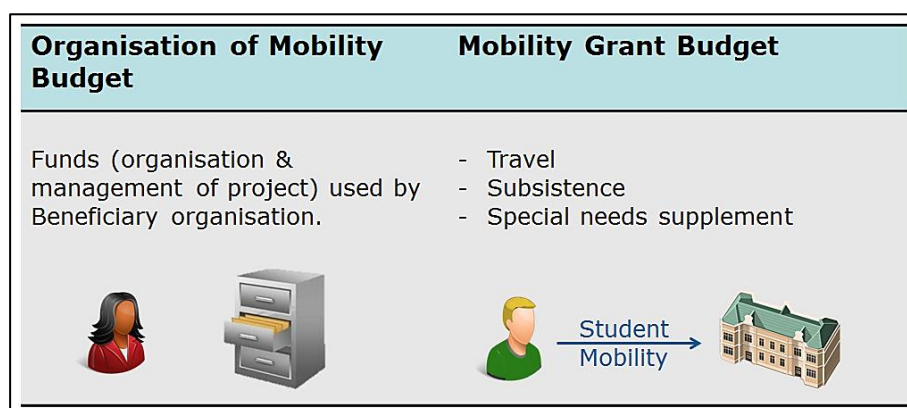 Organisation of Mobility
Budget
Mobility Grant Budget
Funds (organisation &
management of project) used by
Beneficiary organisation.
- Travel
- Subsistence
- Special needs supplement
Student
Mobility